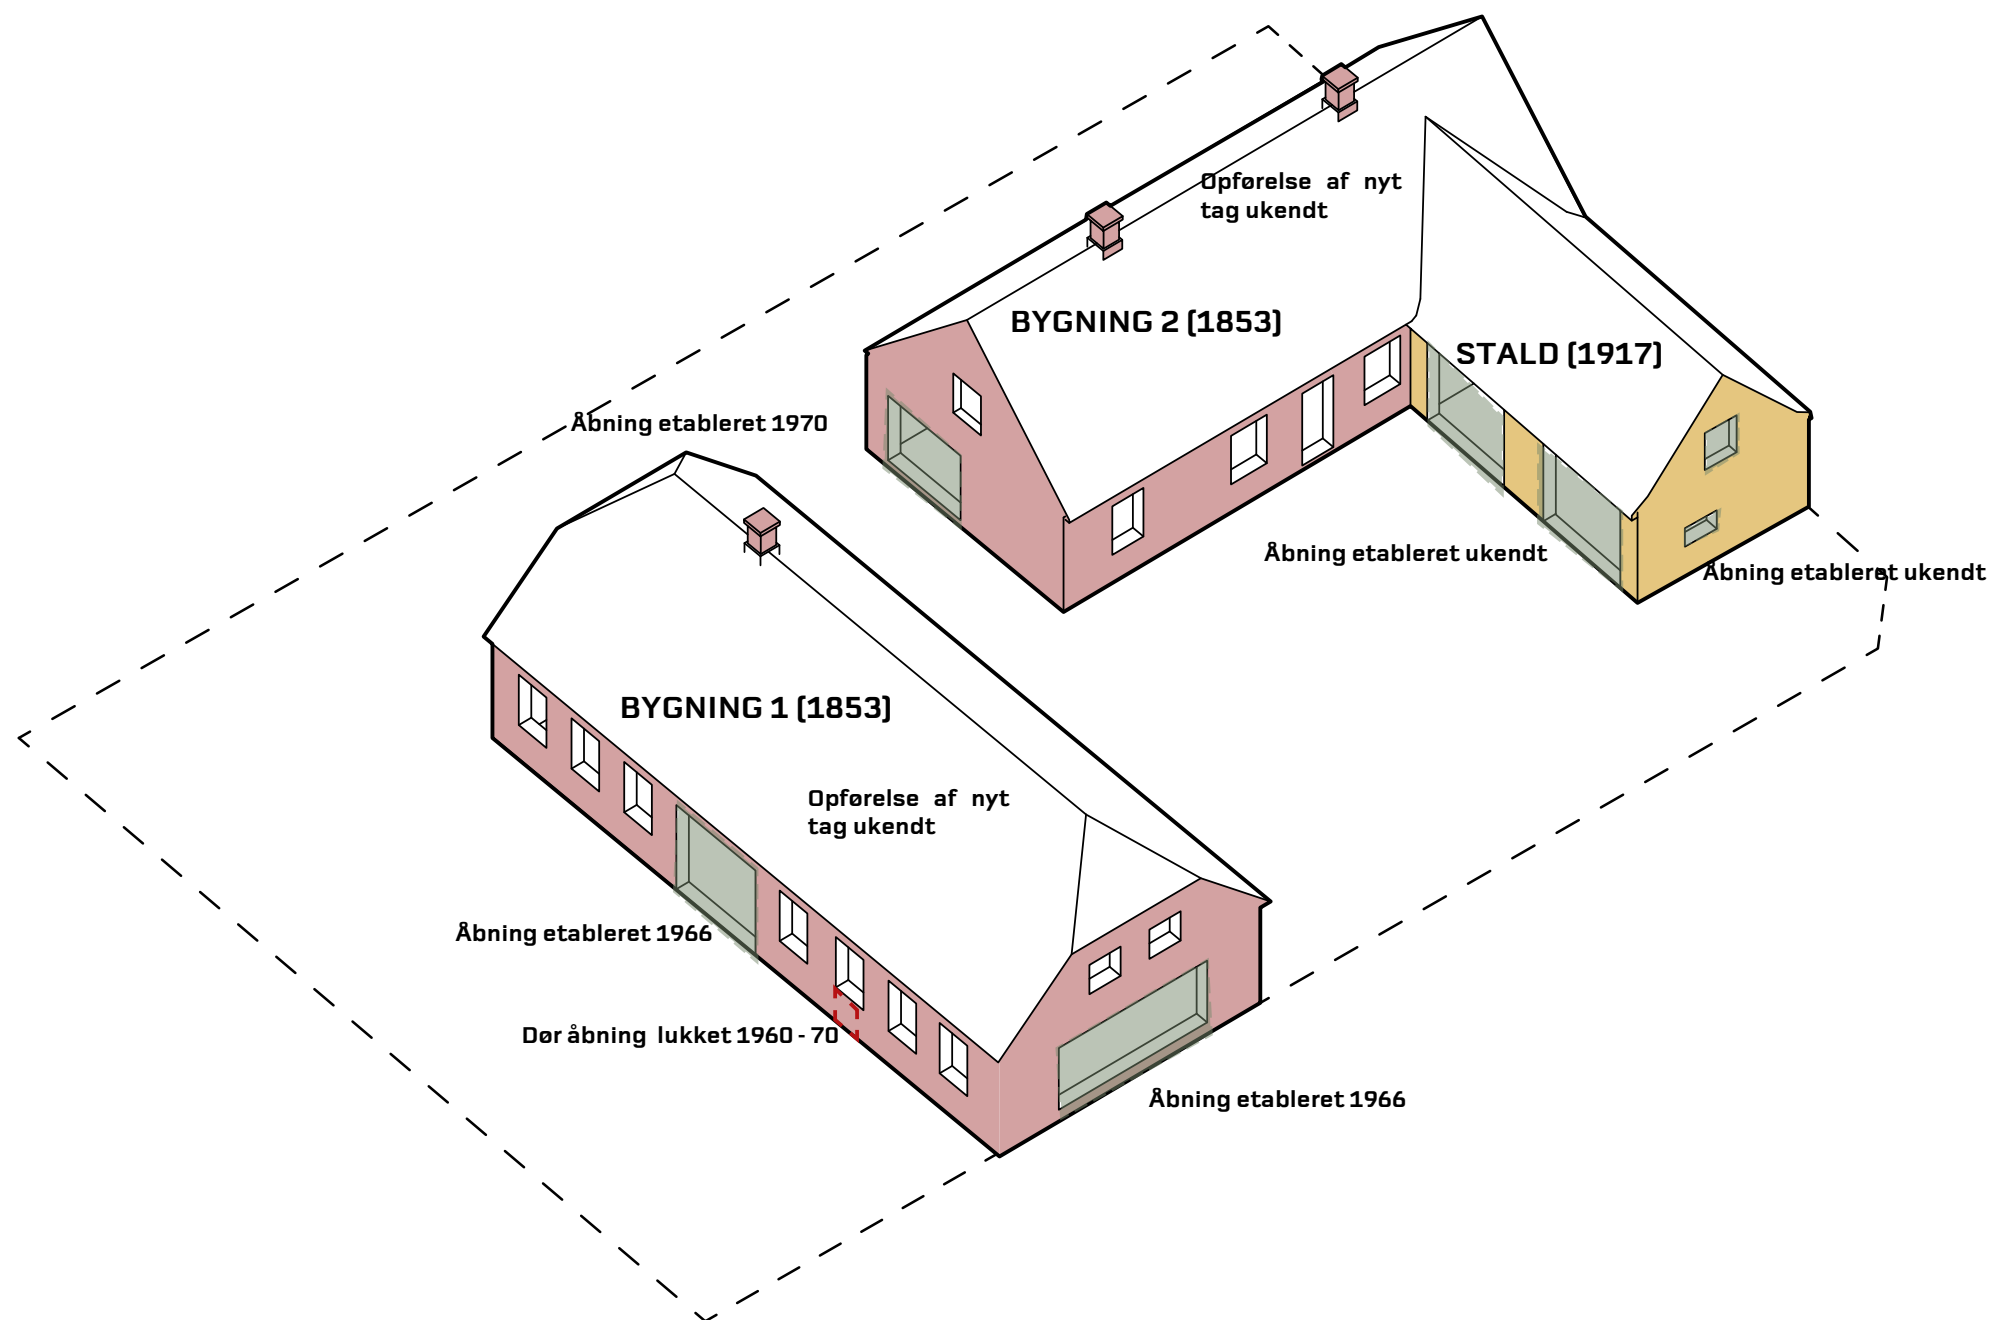 Opførelse af nyt
tag ukendt
BYGNING 2 (1853)
STALD (1917)
Åbning etableret 1970
Åbning etableret ukendt
Åbning etableret ukendt
BYGNING 1 (1853)
Opførelse af nyt
tag ukendt
Åbning etableret 1966
Dør åbning lukket 1960 - 70
Åbning etableret 1966